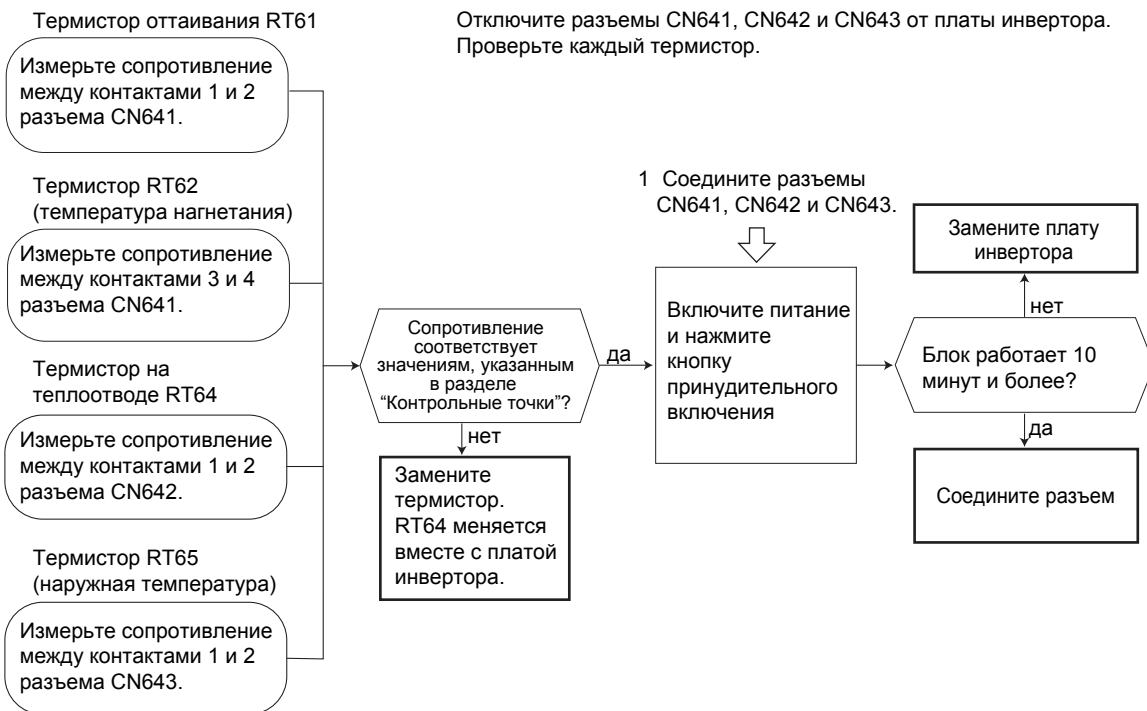 Термистор оттаивания RT61
Измерьте сопротивление
между контактами 1 и 2
разъема CN641.
Термистор RT62
(температура нагнетания)
Измерьте сопротивление
между контактами 3 и 4
разъема CN641.
Термистор на
теплоотводе RT64
Измерьте сопротивление
между контактами 1 и 2
разъема CN642.
Термистор RT65
(наружная температура)
Измерьте сопротивление
между контактами 1 и 2
разъема CN643.
Отключите разъемы CN641, CN642 и CN643 от платы инвертора.
Проверьте каждый термистор.
Сопротивление
соответствует
значениям, указанным
в разделе
“Контрольные точки”?
да
нет
Замените
термистор.
RT64 меняется
вместе с платой
инвертора.
1 Соедините разъемы
CN641, CN642 и CN643.
Включите питание
и нажмите
кнопку
принудительного
включения
Замените плату
инвертора
нет
Блок работает 10
минут и более?
да
Соедините разъем